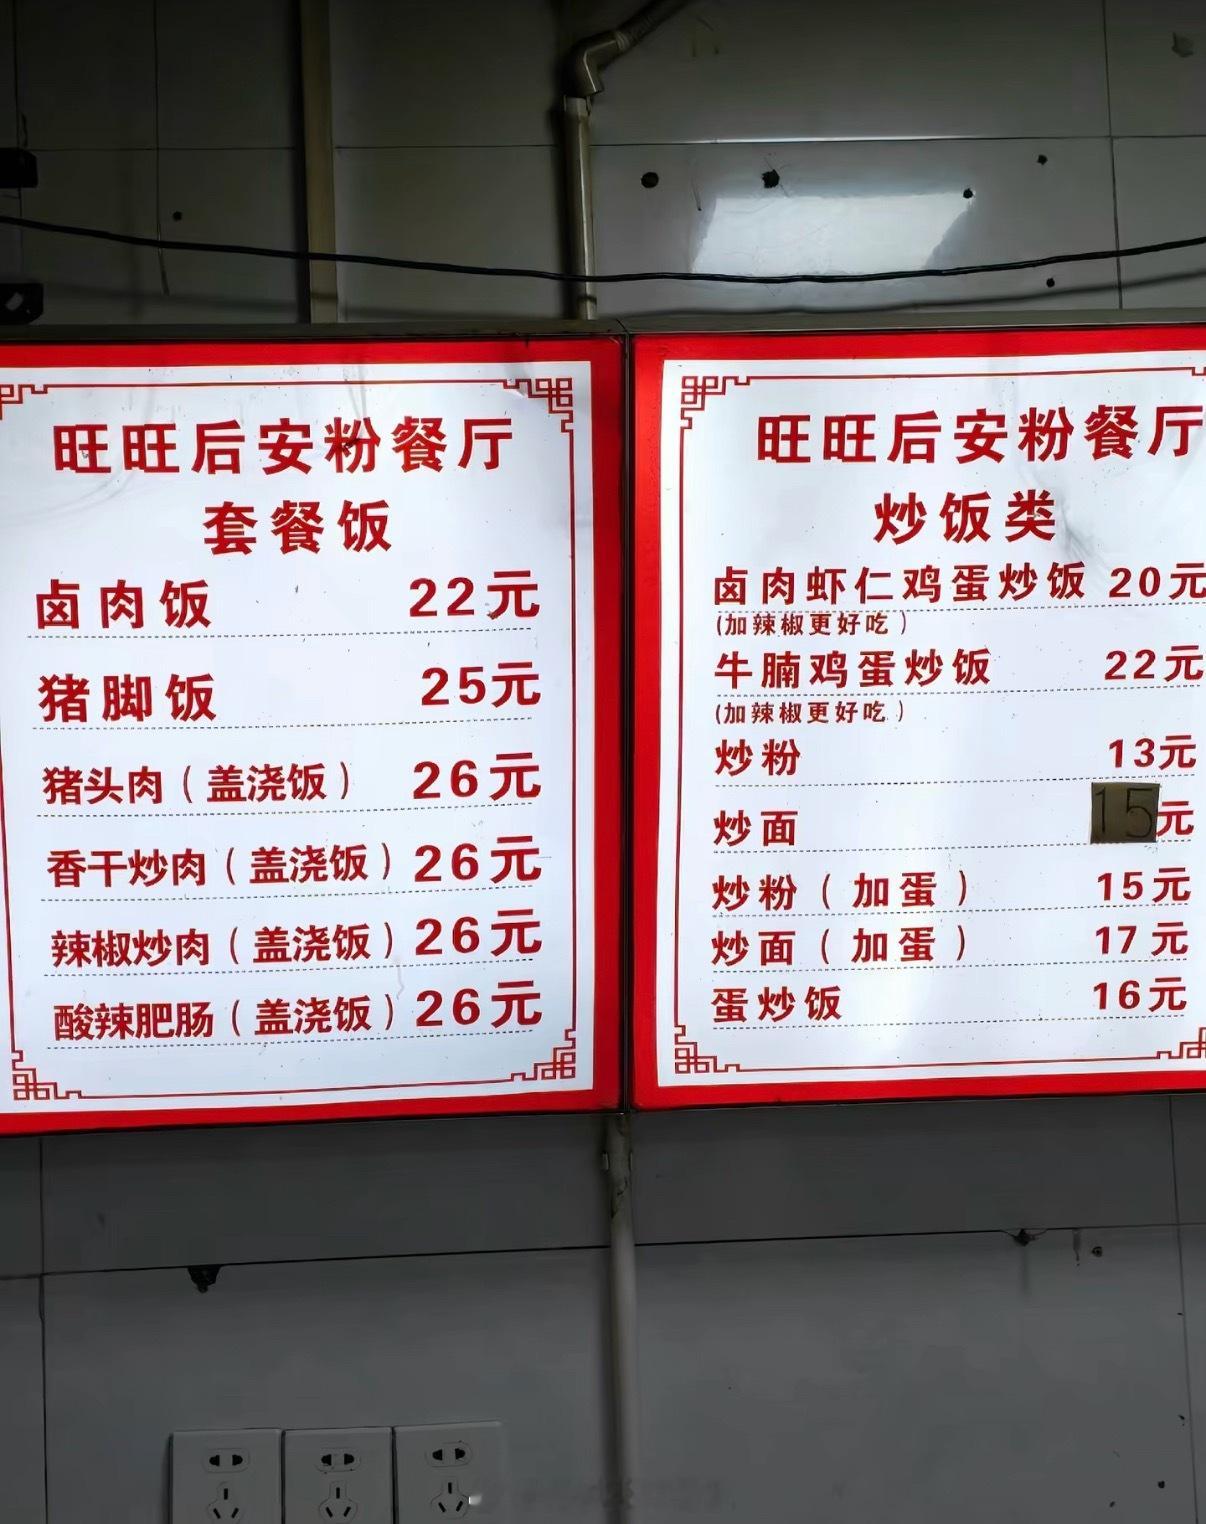 旺旺后安粉餐厅
套餐饭
卤肉饭 22元
猪脚饭 25元
猪头肉（盖浇饭） 26元
香干炒肉（盖浇饭） 26元
辣椒炒肉（盖浇饭） 26元
酸辣肥肠（盖浇饭） 26元
旺旺后安粉餐厅
炒饭类
卤肉虾仁鸡蛋炒饭 20元
(加辣椒更好吃)
牛腩鸡蛋炒饭 22元
(加辣椒更好吃)
炒粉 13元
炒面 15元
炒粉（加蛋） 15元
炒面（加蛋） 17元
蛋炒饭 16元